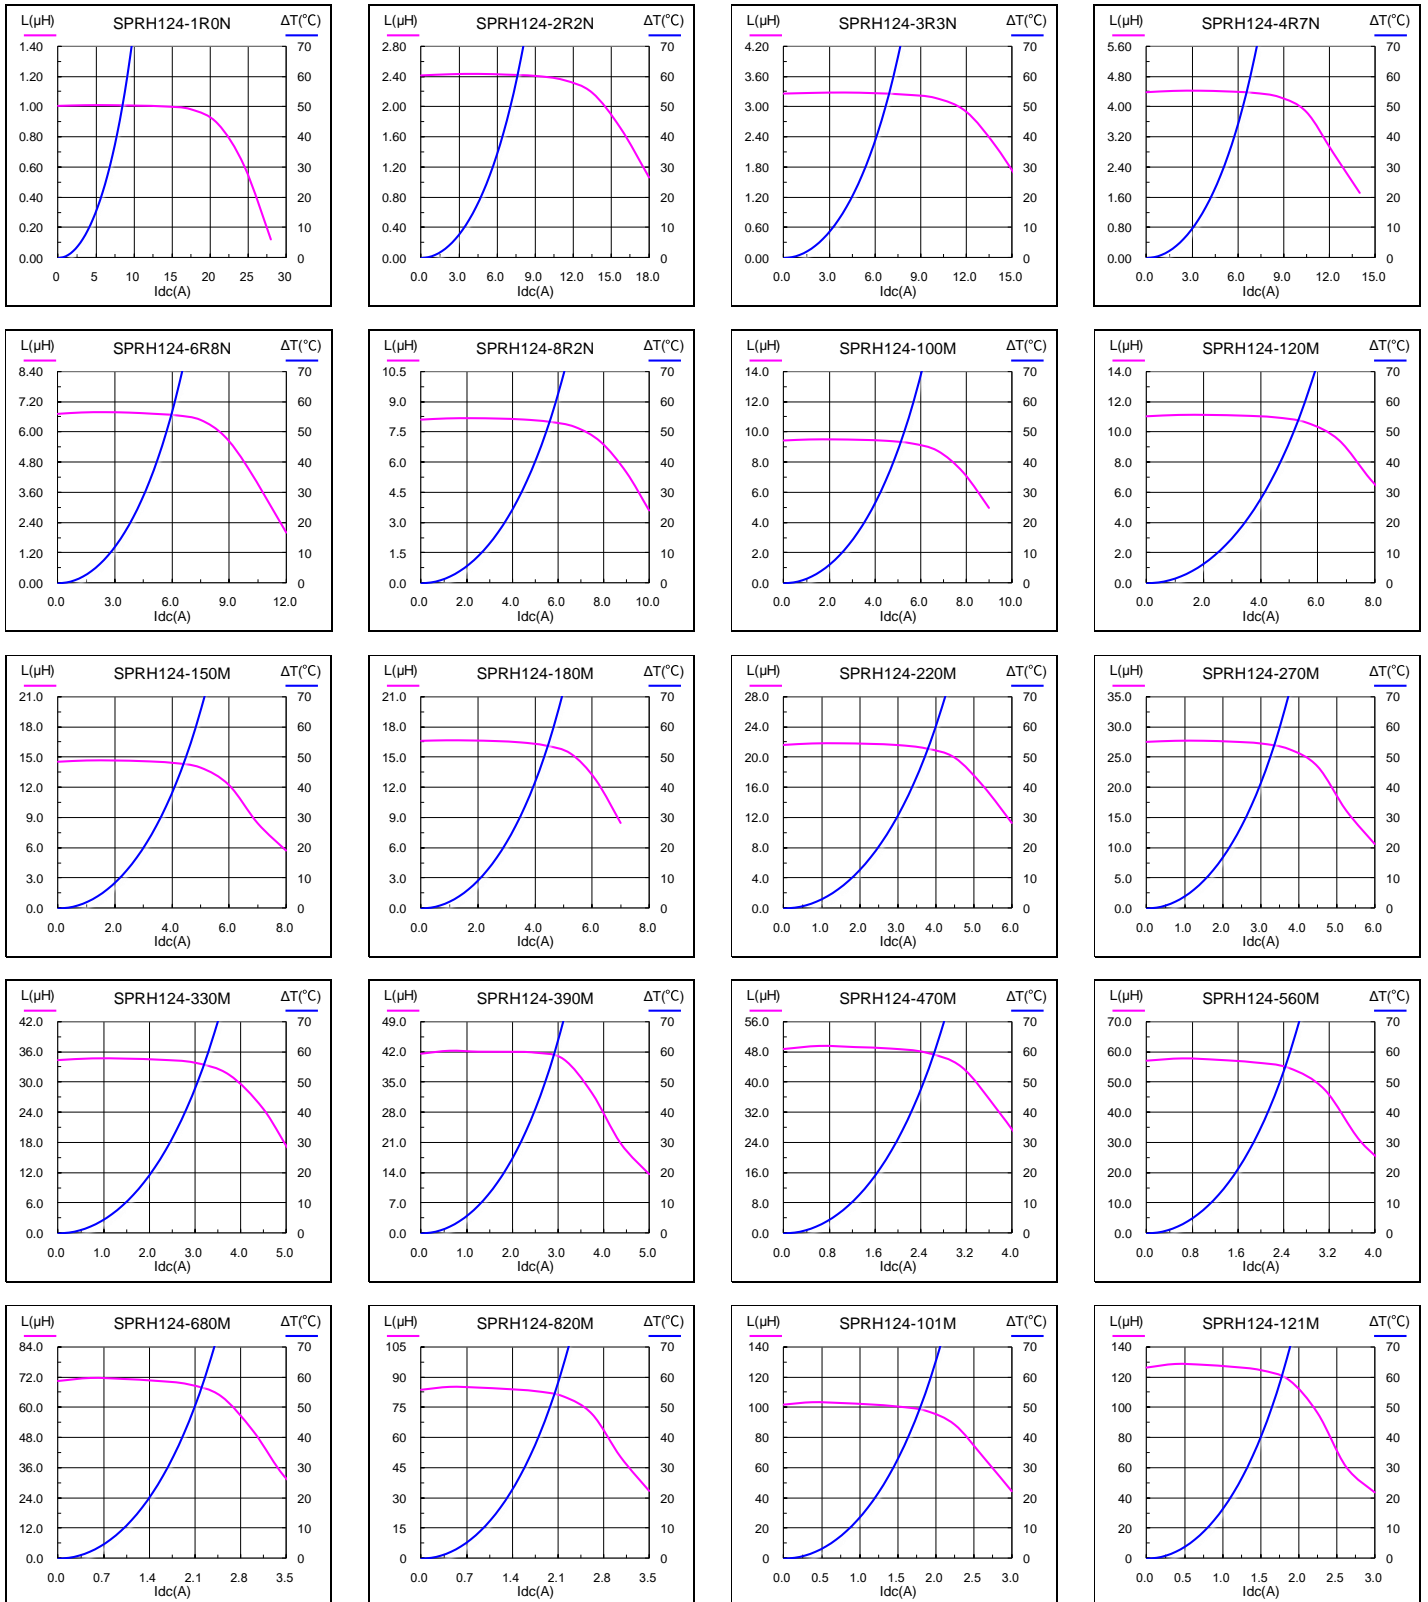 L(μH) SPRH124-1R0N ΔT(°C)
1.40 70
1.20 60
1.00 50
0.80 40
0.60 30
0.40 20
0.20 10
0.00 0
0 5 15 15 20 25 30
Idc(A)
L(μH) SPRH124-2R2N ΔT(°C)
2.80 70
2.40 60
2.00 50
1.60 40
1.20 30
0.80 20
0.40 10
0.00 0
0.0 3.0 6.0 9.0 12.0 15.0 18.0
Idc(A)
L(μH) SPRH124-3R3N ΔT(°C)
4.20 70
3.60 60
3.00 50
2.40 40
1.80 30
1.20 20
0.60 10
0.00 0
0.0 3.0 6.0 9.0 12.0 15.0
Idc(A)
L(μH) SPRH124-4R7N ΔT(°C)
5.60 70
4.80 60
4.00 50
3.20 40
2.40 30
1.60 20
0.80 10
0.00 0
0.0 3.0 6.0 9.0 12.0 15.0
Idc(A)
L(μH) SPRH124-6R8N ΔT(°C)
8.40 70
7.20 60
6.00 50
4.80 40
3.60 30
2.40 20
1.20 10
0.00 0
0.0 3.0 6.0 9.0 12.0
Idc(A)
L(μH) SPRH124-8R2N ΔT(°C)
10.5 70
9.0 60
7.5 50
6.0 40
4.5 30
3.0 20
1.5 10
0.0 0
0.0 2.0 4.0 6.0 8.0 10.0
Idc(A)
L(μH) SPRH124-100M ΔT(°C)
14.0 70
12.0 60
10.0 50
8.0 40
6.0 30
4.0 20
2.0 10
0.0 0
0.0 2.0 4.0 6.0 8.0 10.0
Idc(A)
L(μH) SPRH124-120M ΔT(°C)
14.0 70
12.0 60
10.0 50
8.0 40
6.0 30
4.0 20
2.0 10
0.0 0
0.0 2.0 4.0 6.0 8.0
Idc(A)
L(μH) SPRH124-150M ΔT(°C)
21.0 70
18.0 60
15.0 50
12.0 40
9.0 30
6.0 20
3.0 10
0.0 0
0.0 2.0 4.0 6.0 8.0
Idc(A)
L(μH) SPRH124-180M ΔT(°C)
21.0 70
18.0 60
15.0 50
12.0 40
9.0 30
6.0 20
3.0 10
0.0 0
0.0 2.0 4.0 6.0 8.0
Idc(A)
L(μH) SPRH124-220M ΔT(°C)
28.0 70
24.0 60
20.0 50
16.0 40
12.0 30
8.0 20
4.0 10
0.0 0
0.0 1.0 2.0 3.0 4.0 5.0 6.0
Idc(A)
L(μH) SPRH124-270M ΔT(°C)
35.0 70
30.0 60
25.0 50
20.0 40
15.0 30
10.0 20
5.0 10
0.0 0
0.0 1.0 2.0 3.0 4.0 5.0 6.0
Idc(A)
L(μH) SPRH124-330M ΔT(°C)
42.0 70
36.0 60
30.0 50
24.0 40
18.0 30
12.0 20
6.0 10
0.0 0
0.0 1.0 2.0 3.0 4.0 5.0
Idc(A)
L(μH) SPRH124-390M ΔT(°C)
49.0 70
42.0 60
35.0 50
28.0 40
21.0 30
14.0 20
7.0 10
0.0 0
0.0 1.0 2.0 3.0 4.0 5.0
Idc(A)
L(μH) SPRH124-470M ΔT(°C)
56.0 70
48.0 60
40.0 50
32.0 40
24.0 30
16.0 20
8.0 10
0.0 0
0.0 0.8 1.6 2.4 3.2 4.0
Idc(A)
L(μH) SPRH124-560M ΔT(°C)
70.0 70
60.0 60
50.0 50
40.0 40
30.0 30
20.0 20
10.0 10
0.0 0
0.0 0.8 1.6 2.4 3.2 4.0
Idc(A)
L(μH) SPRH124-680M ΔT(°C)
84.0 70
72.0 60
60.0 50
48.0 40
36.0 30
24.0 20
12.0 10
0.0 0
0.0 0.7 1.4 2.1 2.8 3.5
Idc(A)
L(μH) SPRH124-820M ΔT(°C)
105 70
90 60
75 50
60 40
45 30
30 20
15 10
0 0
0.0 0.7 1.4 2.1 2.8 3.5
Idc(A)
L(μH) SPRH124-101M ΔT(°C)
140 70
120 60
100 50
80 40
60 30
40 20
20 10
0 0
0.0 0.5 1.0 1.5 2.0 2.5 3.0
Idc(A)
L(μH) SPRH124-121M ΔT(°C)
140 70
120 60
100 50
80 40
60 30
40 20
20 10
0 0
0.0 0.5 1.0 1.5 2.0 2.5 3.0
Idc(A)